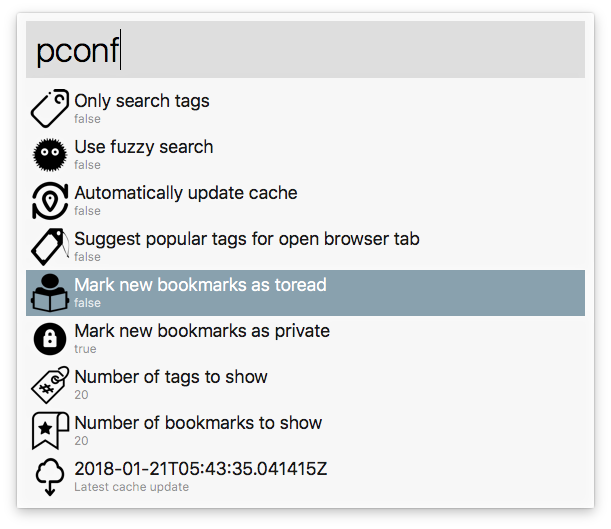 pconf
Only search tags
false
Use fuzzy search
false
Automatically update cache
false
Suggest popular tags for open browser tab
false
Mark new bookmarks as toread
false
Mark new bookmarks as private
true
Number of tags to show
20
Number of bookmarks to show
20
2018-01-21T05:43:35.041415Z
Latest cache update